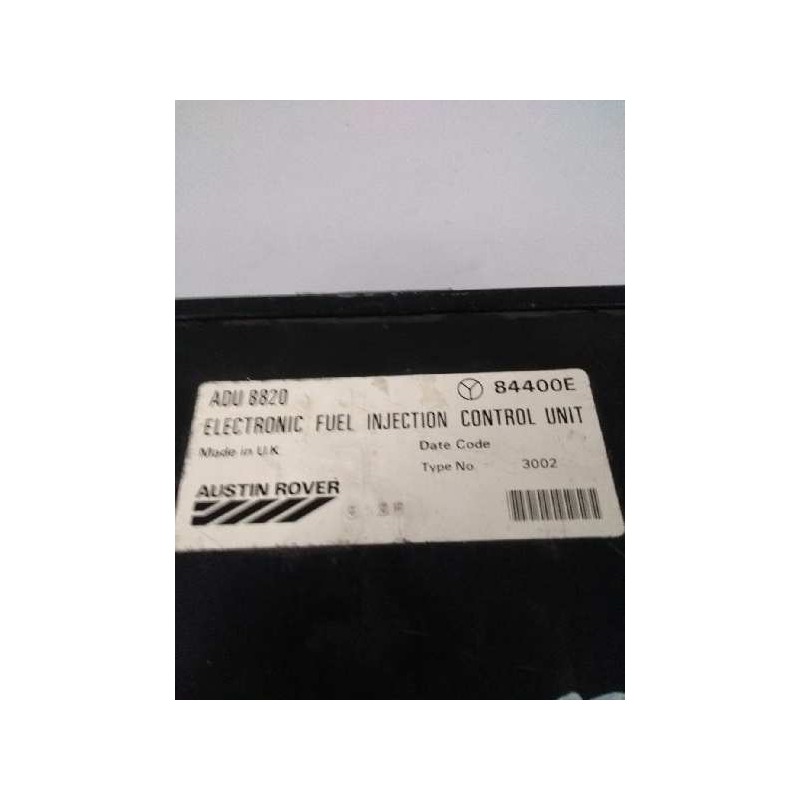 ADU 8820 84400E
ELECTRONIC FUEL INJECTION CONTROL UNIT
Made in U.K. Date Code
Type No. 3002
AUSTIN ROVER